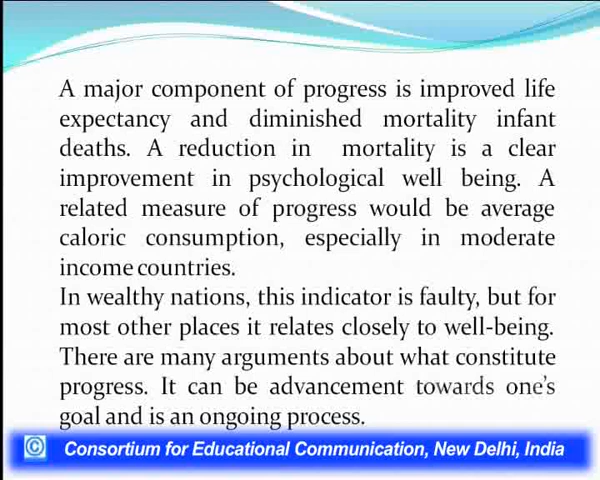 A major component of progress is improved life
expectancy and diminished mortality infant
deaths. A reduction in mortality is a clear
improvement in psychological well being. A
related measure of progress would be average
caloric consumption, especially in moderate
income countries.
In wealthy nations, this indicator is faulty, but for
most other places it relates closely to well-being.
There are many arguments about what constitute
progress. It can be advancement towards one's
goal and is an ongoing process.
© Consortium for Educational Communication, New Delhi, India